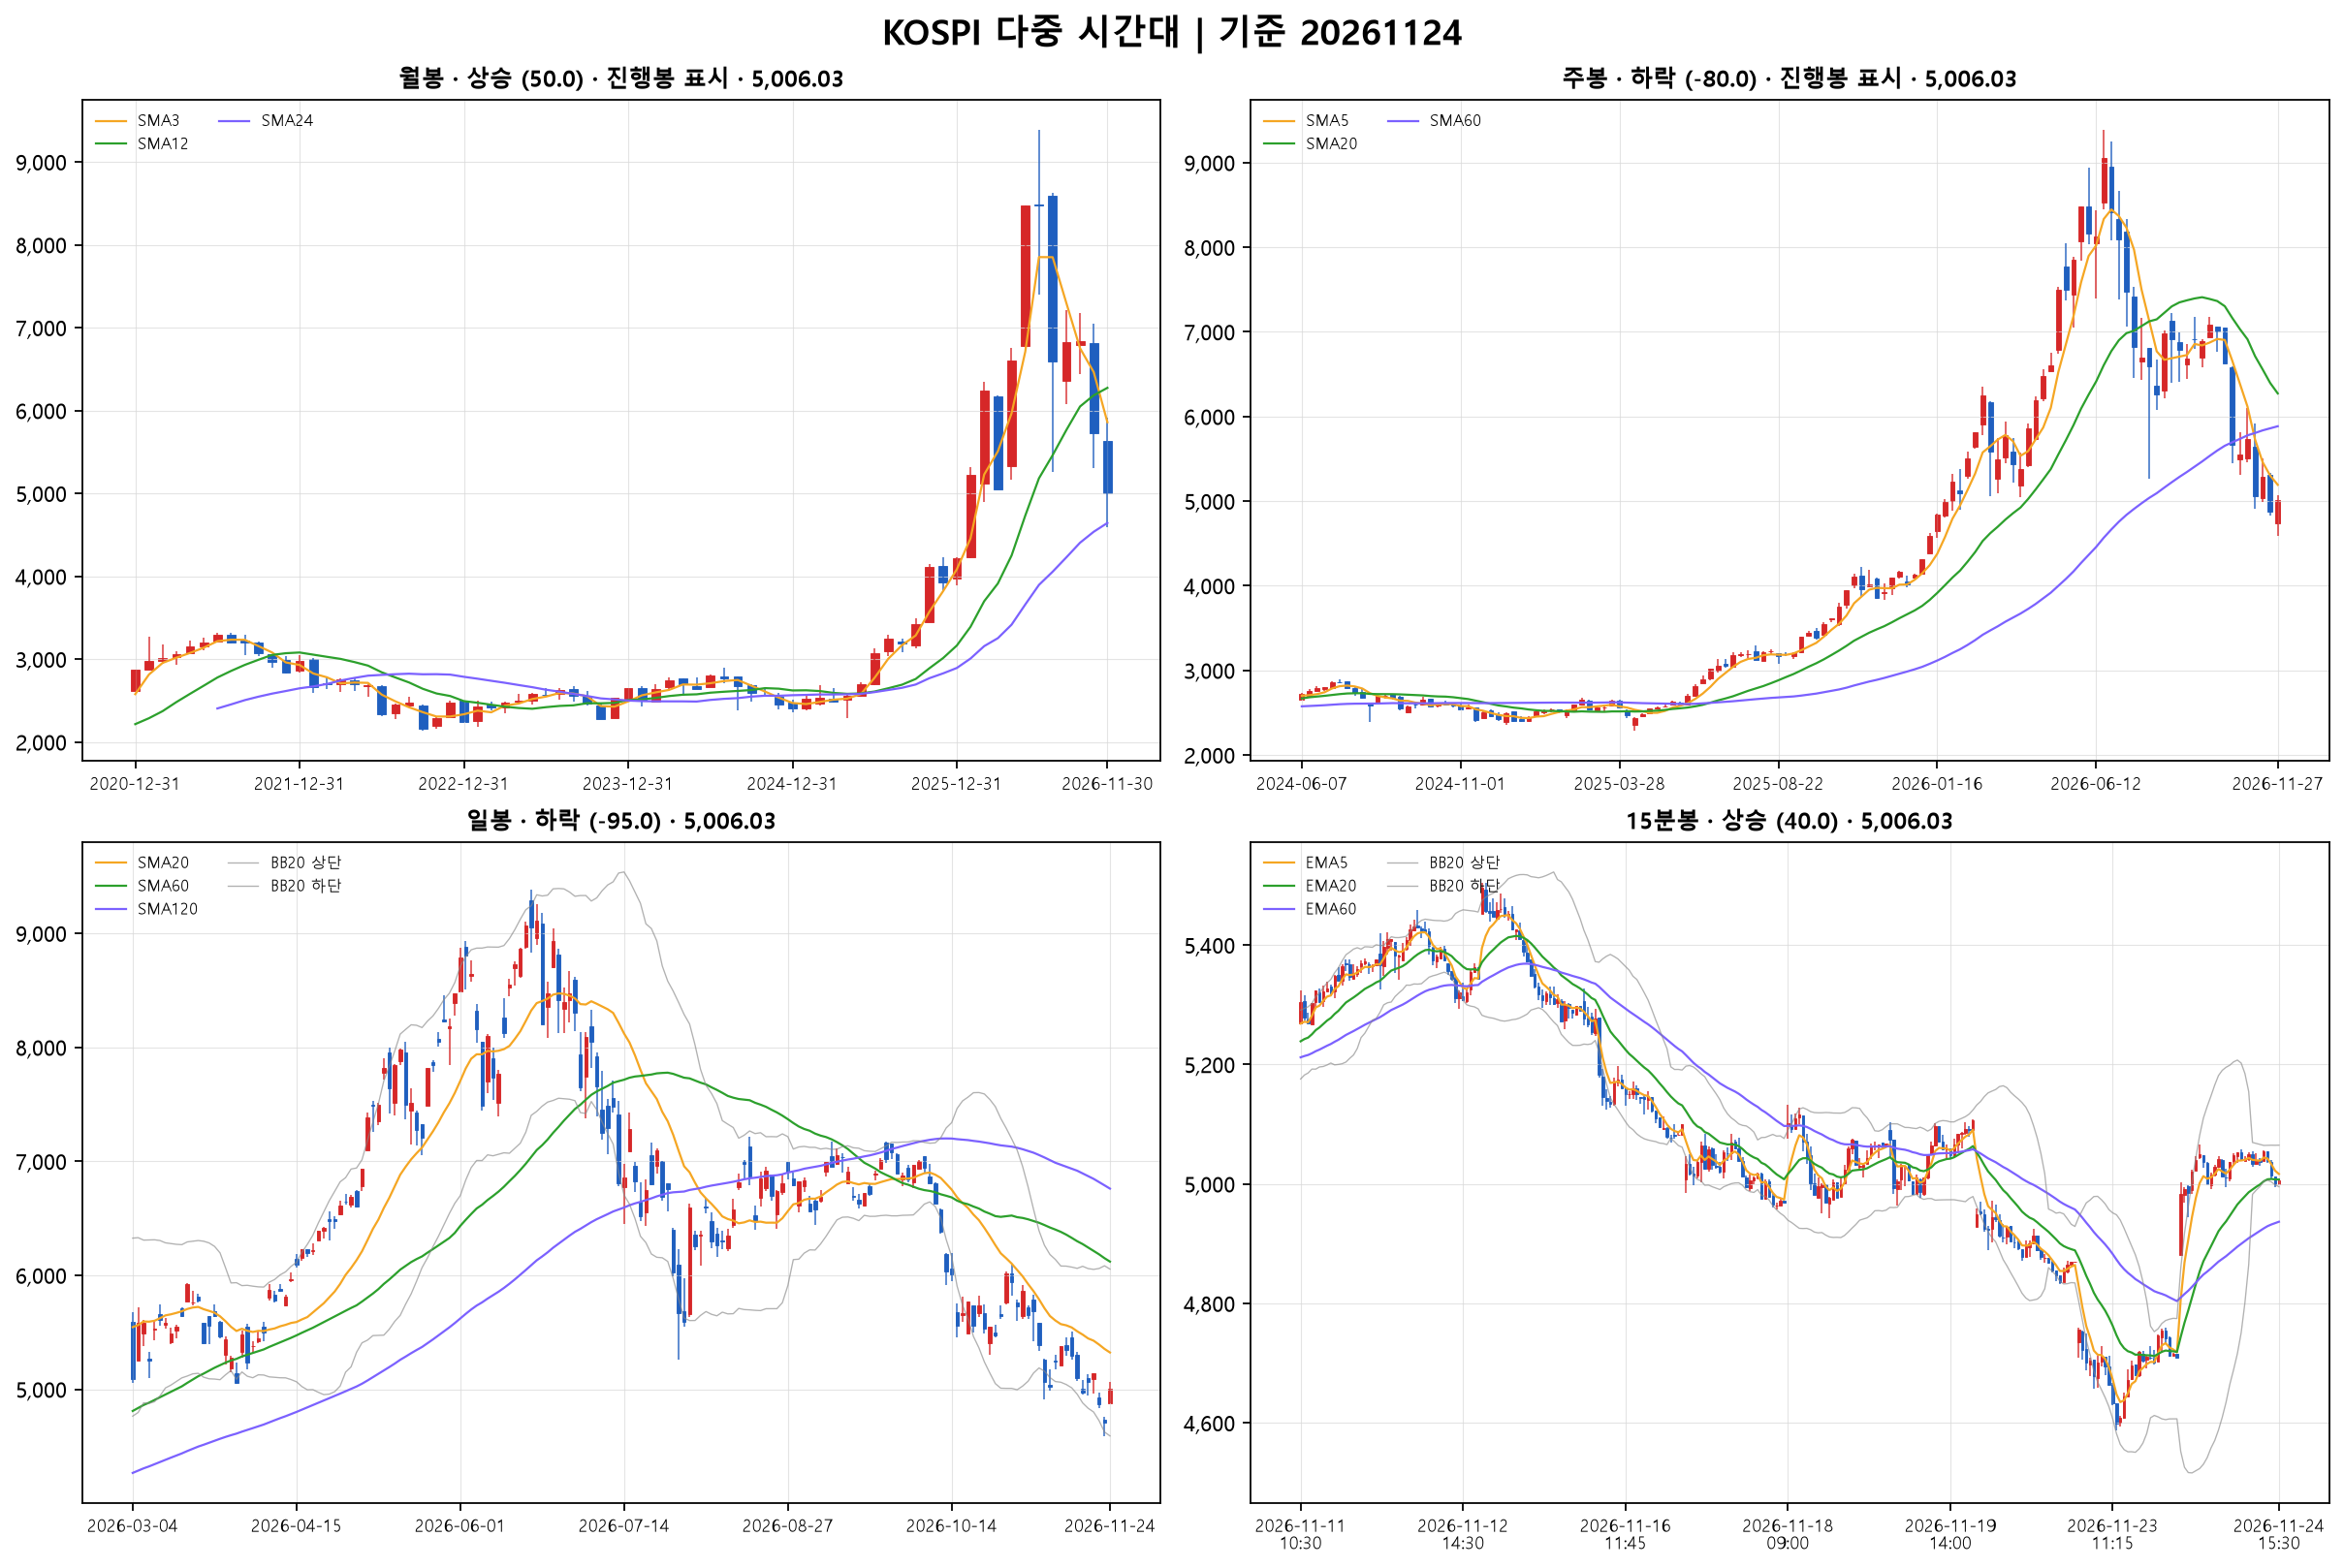 KOSPI 다중 시간대 | 기준 20261124
월봉 · 상승 (50.0) · 진행봉 표시 · 5,006.03
SMA3
SMA12
SMA24
9,000
8,000
7,000
6,000
5,000
4,000
3,000
2,000
2020-12-31
2021-12-31
2022-12-31
2023-12-31
2024-12-31
2025-12-31
2026-11-30
주봉 · 하락 (-80.0) · 진행봉 표시 · 5,006.03
SMA5
SMA20
SMA60
9,000
8,000
7,000
6,000
5,000
4,000
3,000
2,000
2024-06-07
2024-11-01
2025-03-28
2025-08-22
2026-01-16
2026-06-12
2026-11-27
일봉 · 하락 (-95.0) · 5,006.03
SMA20
SMA60
SMA120
BB20 상단
BB20 하단
9,000
8,000
7,000
6,000
5,000
2026-03-04
2026-04-15
2026-06-01
2026-07-14
2026-08-27
2026-10-14
2026-11-24
15분봉 · 상승 (40.0) · 5,006.03
EMA5
EMA20
EMA60
BB20 상단
BB20 하단
5,400
5,200
5,000
4,800
4,600
2026-11-11
10:30
2026-11-12
14:30
2026-11-16
11:45
2026-11-18
09:00
2026-11-19
14:00
2026-11-23
11:15
2026-11-24
15:30